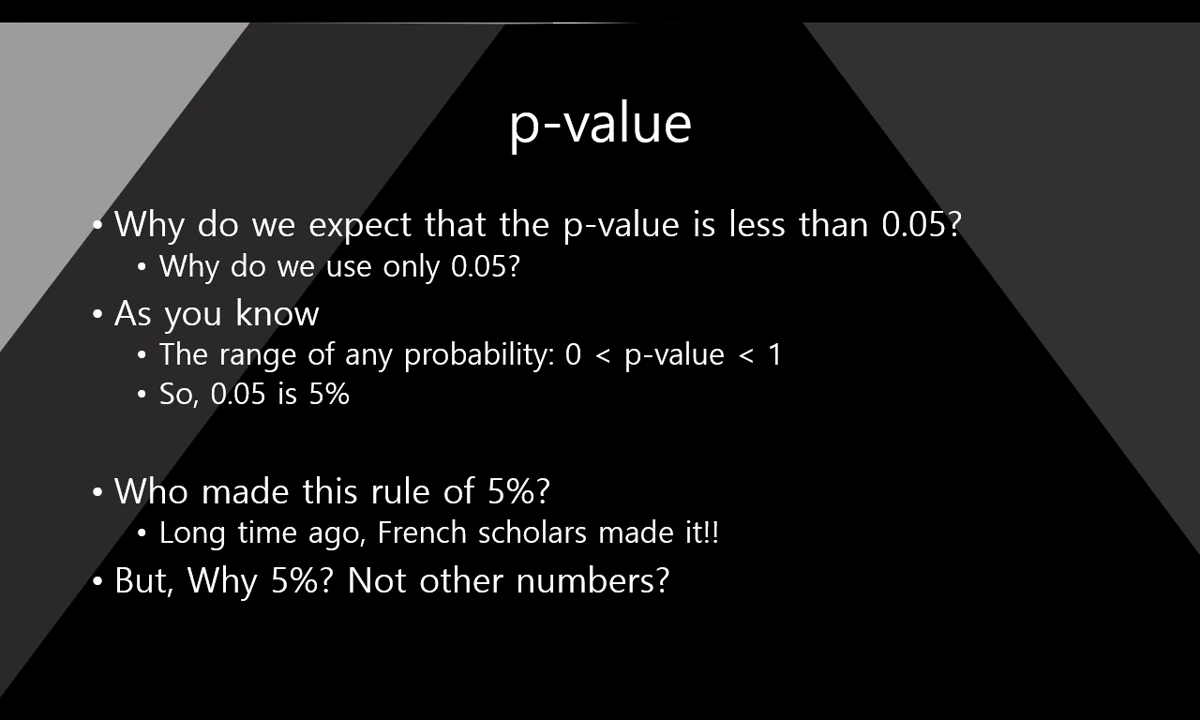 p-value
• Why do we expect that the p-value is less than 0.05?
• Why do we use only 0.05?
• As you know
• The range of any probability: 0 < p-value < 1
• So, 0.05 is 5%
• Who made this rule of 5%?
• Long time ago, French scholars made it!!
• But, Why 5%? Not other numbers?